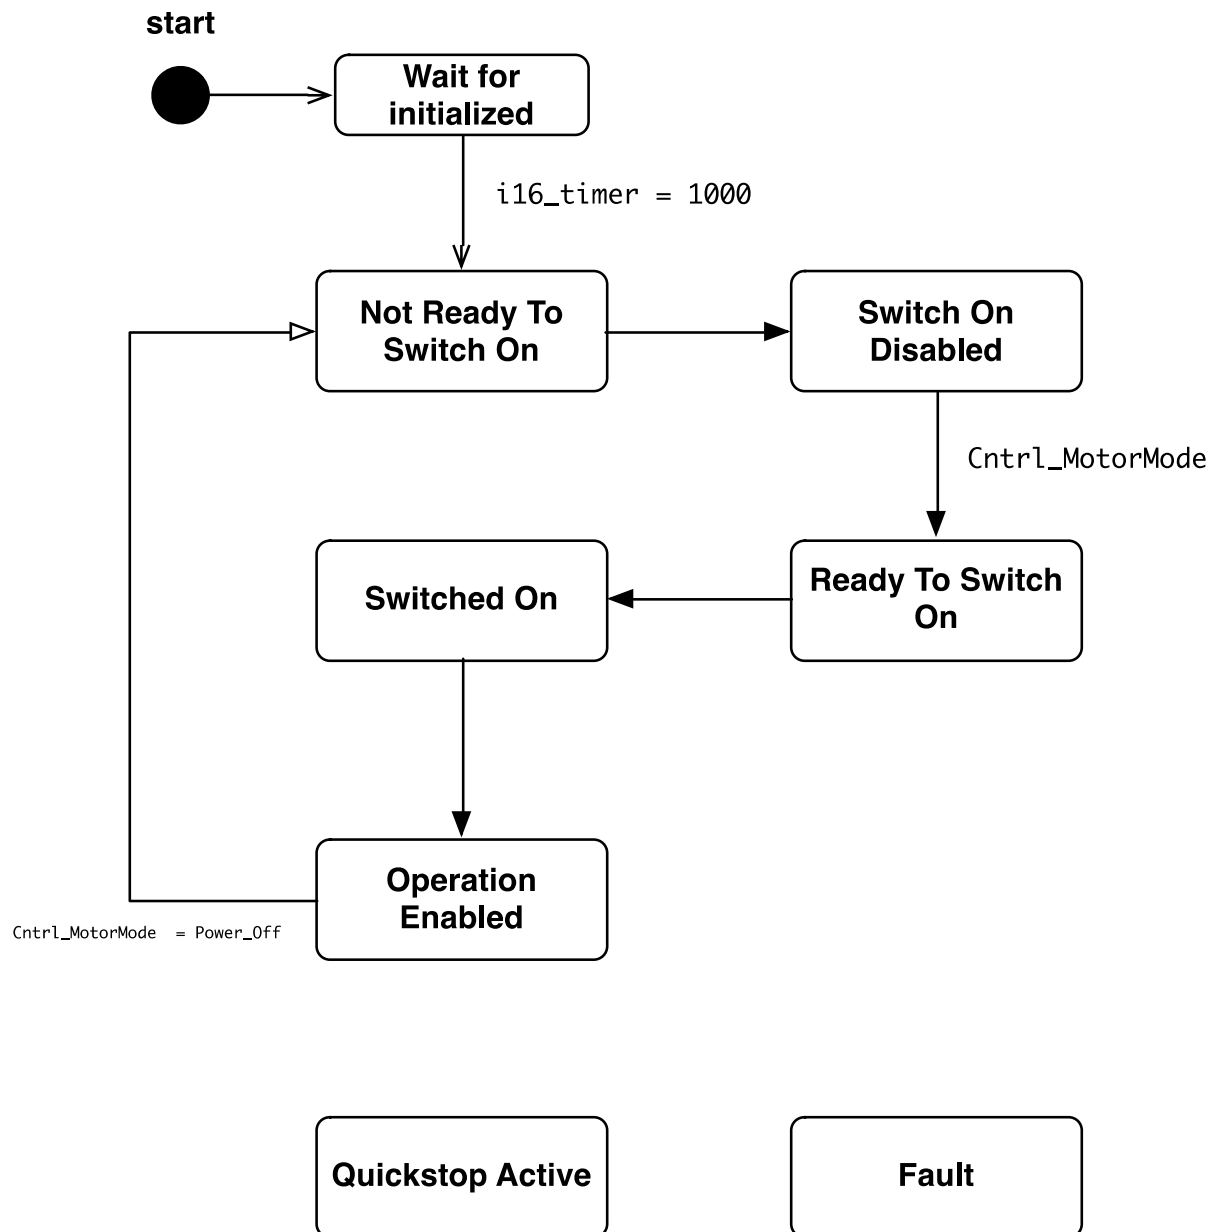 start
Wait for
initialized
i16_timer = 1000
Not Ready To
Switch On
Switch On
Disabled
Cntrl_MotorMode
Switched On
Ready To Switch
On
Operation
Enabled
Cntrl_MotorMode = Power_Off
Quickstop Active
Fault